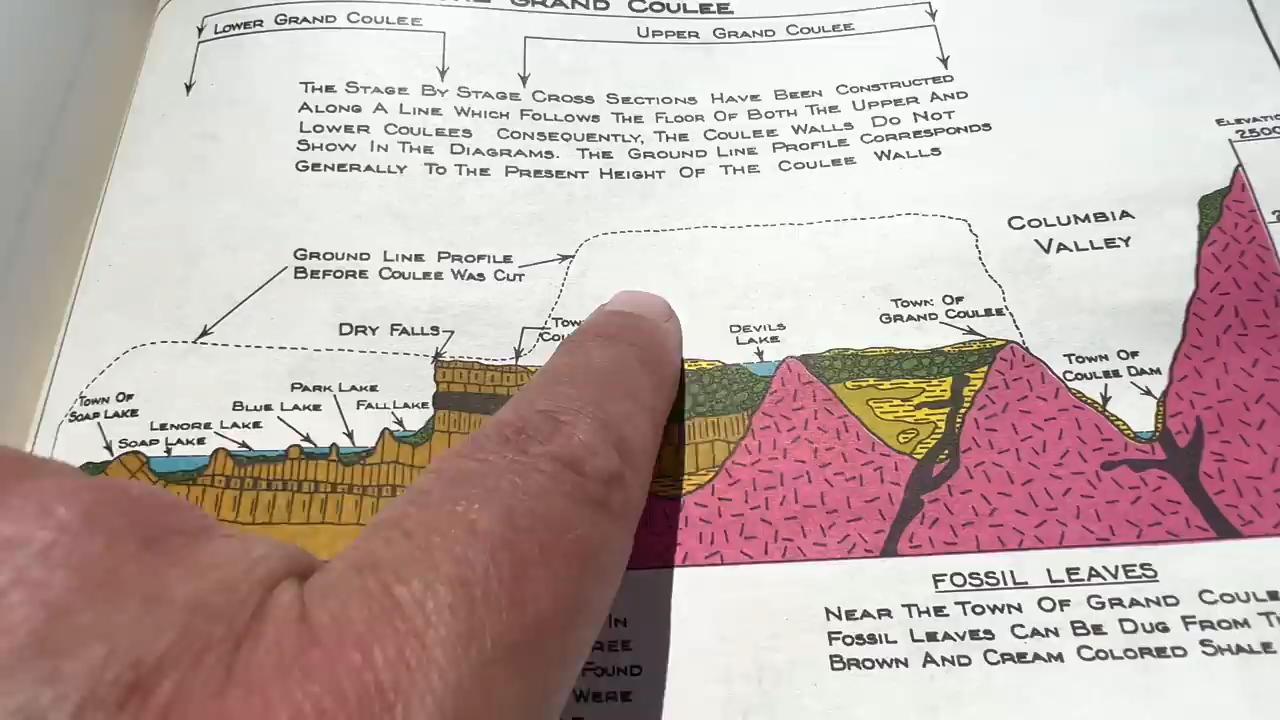 GRAND COULEE
LOWER GRAND COULEE
UPPER GRAND COULEE
THE STAGE BY STAGE CROSS SECTIONS HAVE BEEN CONSTRUCTED
ALONG A LINE WHICH FOLLOWS THE FLOOR OF BOTH THE UPPER AND
LOWER COULEES CONSEQUENTLY, THE COULEE WALLS DO NOT
SHOW IN THE DIAGRAMS. THE GROUND LINE PROFILE CORRESPONDS
GENERALLY TO THE PRESENT HEIGHT OF THE COULEE WALLS
2500
COLUMBIA
VALLEY
GROUND LINE PROFILE
BEFORE COULEE WAS CUT
DRY FALLS
DEVILS
LAKE
TOWN OF
GRAND COULEE
TOWN OF
COULEE DAM
TOWN OF
SOAP LAKE
SOAP LAKE
LENORE LAKE
BLUE LAKE
PARK LAKE
FALL LAKE
FOSSIL LEAVES
NEAR THE TOWN OF GRAND
FOSSIL LEAVES CAN BE DUG FROM
BROWN AND CREAM COLORED SHALE
IN
FOUND
WERE